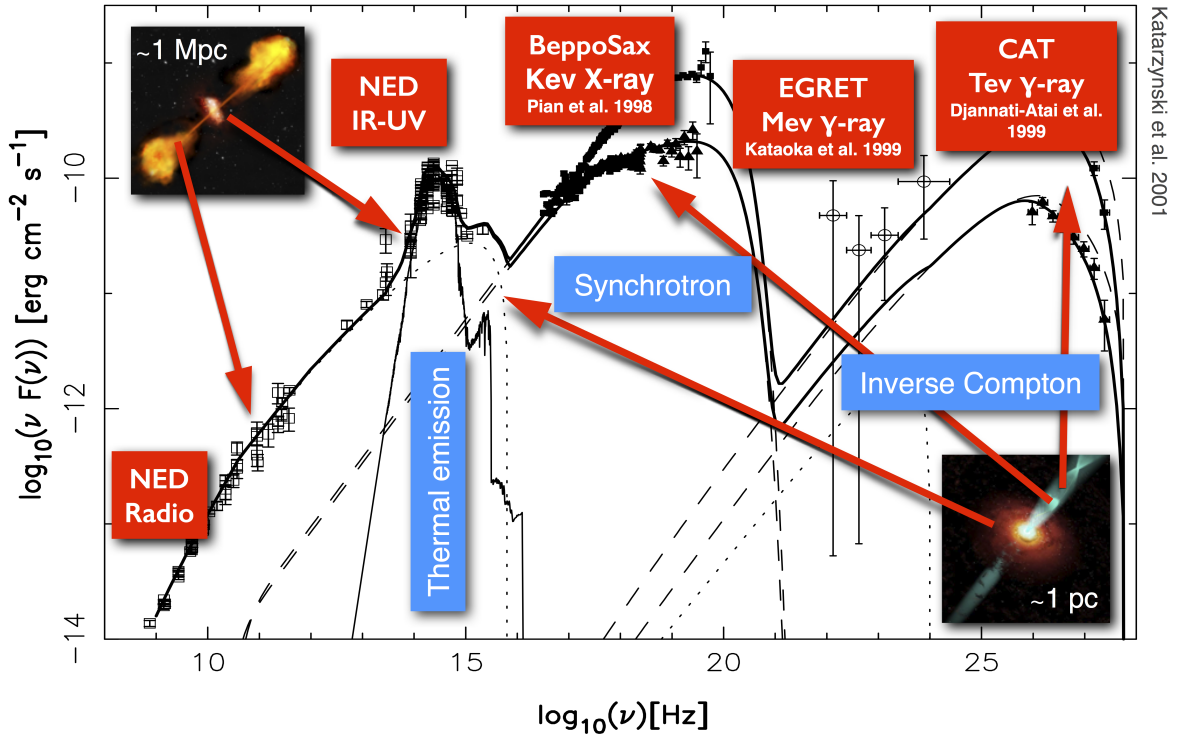 ~1 Mpc
NED
IR-UV
BeppoSax
Kev X-ray
Pian et al. 1998
EGRET
Mev γ-ray
Kataoka et al. 1999
CAT
Tev γ-ray
Djannati-Atai et al.
1999
Katarzynski et al. 2001
log₁₀(ν F(ν)) [erg cm⁻² s⁻¹]
−10
−12
−14
Synchrotron
Inverse Compton
Thermal emission
NED
Radio
~1 pc
10
15
20
25
log₁₀(ν)[Hz]